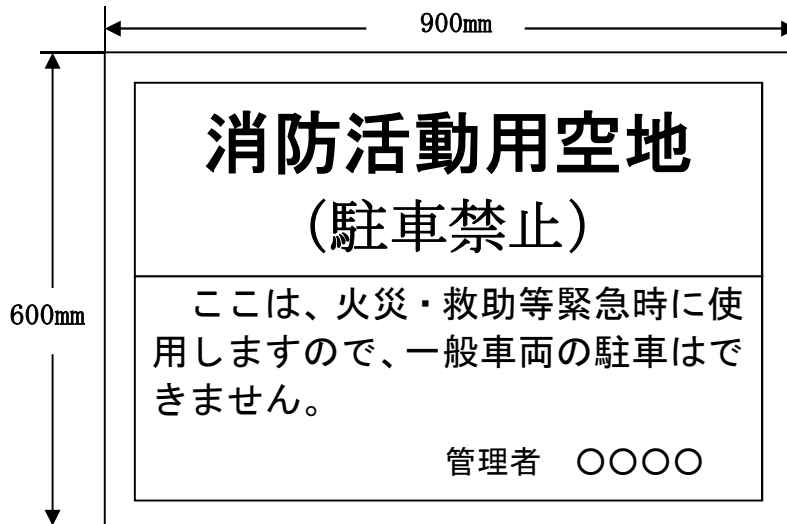 900mm
消防活動用空地
（駐車禁止）
600mm
ここは、火災・救助等緊急時に使
用しますので、一般車両の駐車はで
きません。
管理者　○○○○